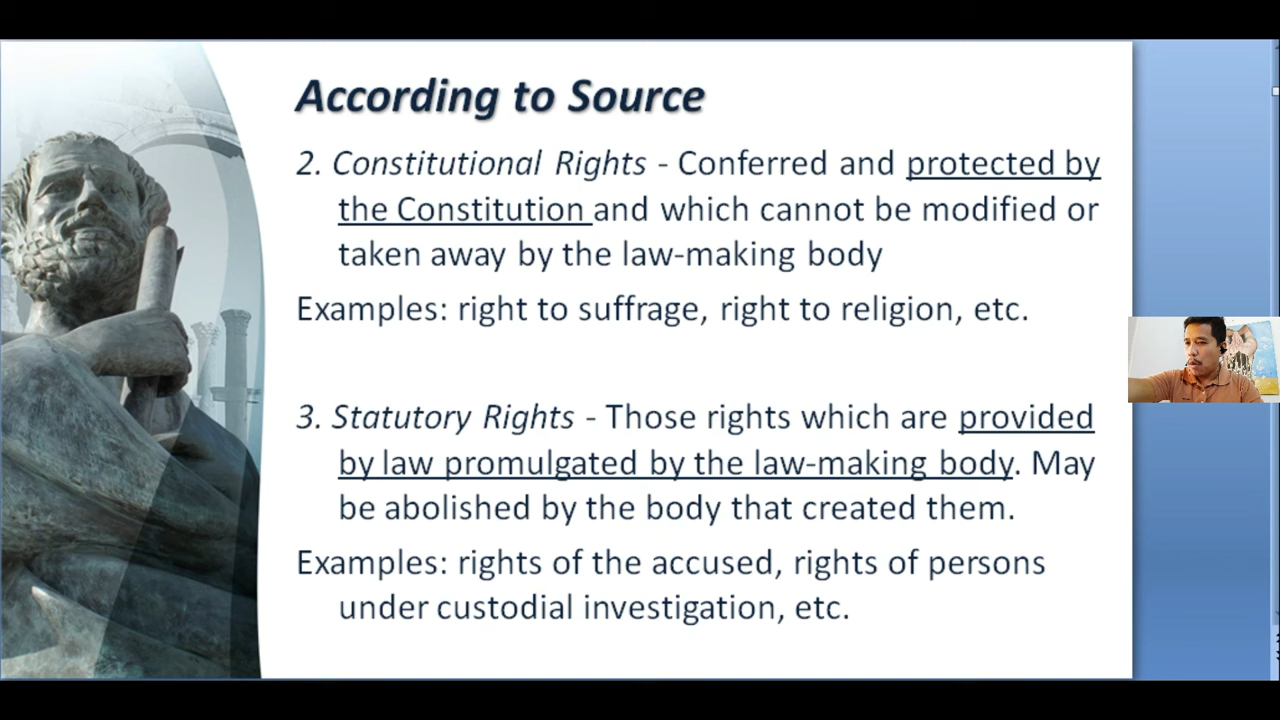 According to Source
2. Constitutional Rights - Conferred and protected by
the Constitution and which cannot be modified or
taken away by the law-making body
Examples: right to suffrage, right to religion, etc.
3. Statutory Rights - Those rights which are provided
by law promulgated by the law-making body. May
be abolished by the body that created them.
Examples: rights of the accused, rights of persons
under custodial investigation, etc.